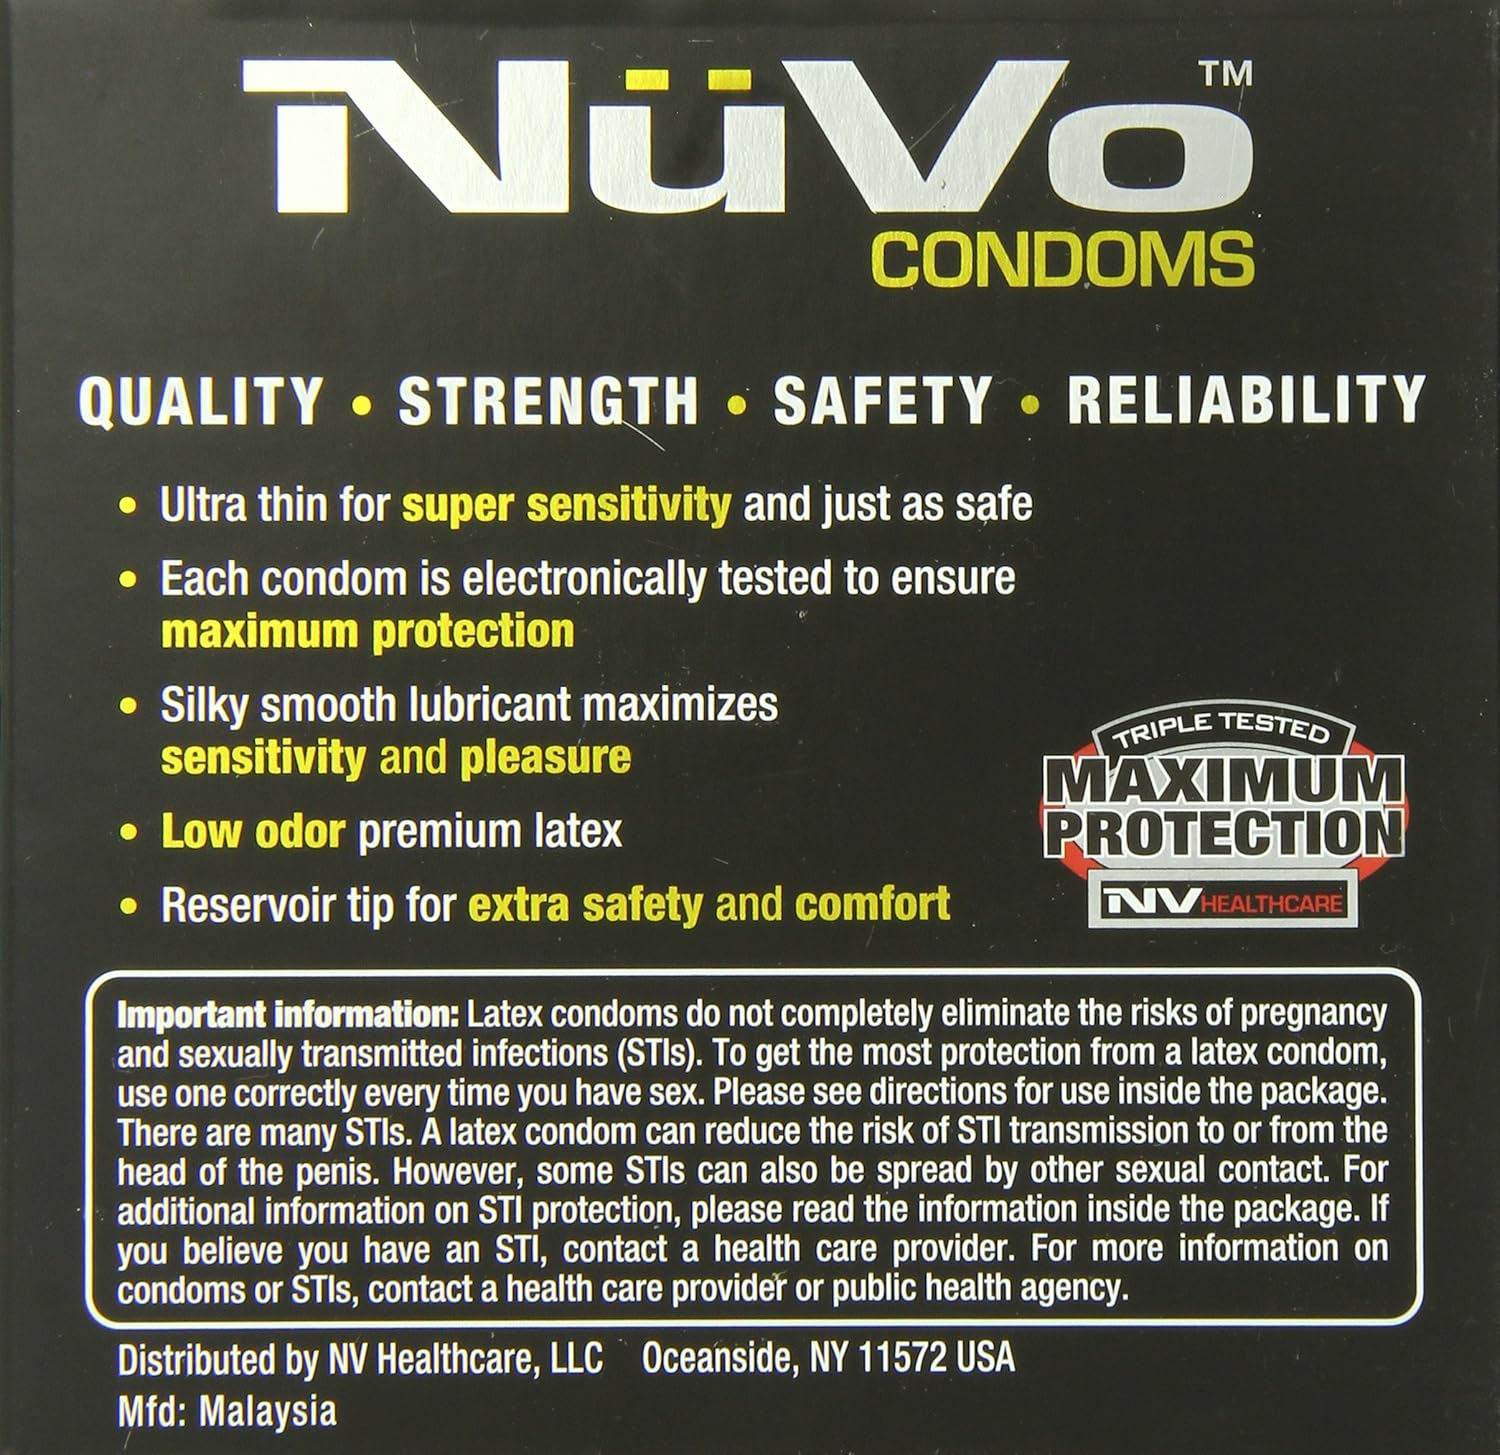 NüVo™
CONDOMS
QUALITY • STRENGTH • SAFETY • RELIABILITY
• Ultra thin for super sensitivity and just as safe
• Each condom is electronically tested to ensure
maximum protection
• Silky smooth lubricant maximizes
sensitivity and pleasure
• Low odor premium latex
• Reservoir tip for extra safety and comfort
TRIPLE TESTED
MAXIMUM
PROTECTION
NV HEALTHCARE
Important information: Latex condoms do not completely eliminate the risks of pregnancy
and sexually transmitted infections (STIs). To get the most protection from a latex condom,
use one correctly every time you have sex. Please see directions for use inside the package.
There are many STIs. A latex condom can reduce the risk of STI transmission to or from the
head of the penis. However, some STIs can also be spread by other sexual contact. For
additional information on STI protection, please read the information inside the package. If
you believe you have an STI, contact a health care provider. For more information on
condoms or STIs, contact a health care provider or public health agency.
Distributed by NV Healthcare, LLC Oceanside, NY 11572 USA
Mfd: Malaysia